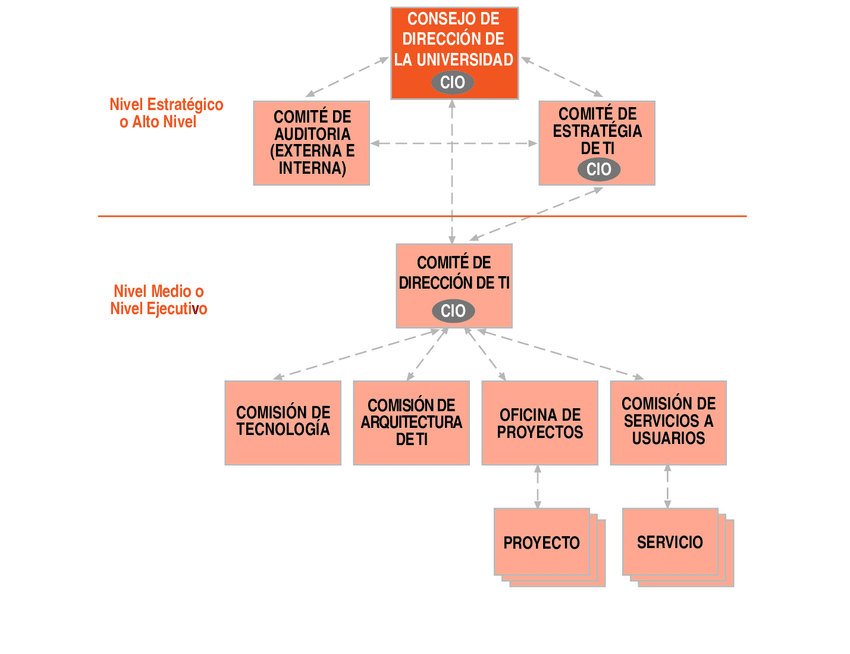 CONSEJO DE
DIRECCIÓN DE
LA UNIVERSIDAD
CIO
Nivel Estratégico
o Alto Nivel
COMITÉ DE
AUDITORIA
(EXTERNA E
INTERNA)
COMITÉ DE
ESTRATÉGIA
DE TI
CIO
COMITÉ DE
DIRECCIÓN DE TI
CIO
Nivel Medio o
Nivel Ejecutivo
COMISIÓN DE
TECNOLOGÍA
COMISIÓN DE
ARQUITECTURA
DE TI
OFICINA DE
PROYECTOS
COMISIÓN DE
SERVICIOS A
USUARIOS
PROYECTO
SERVICIO